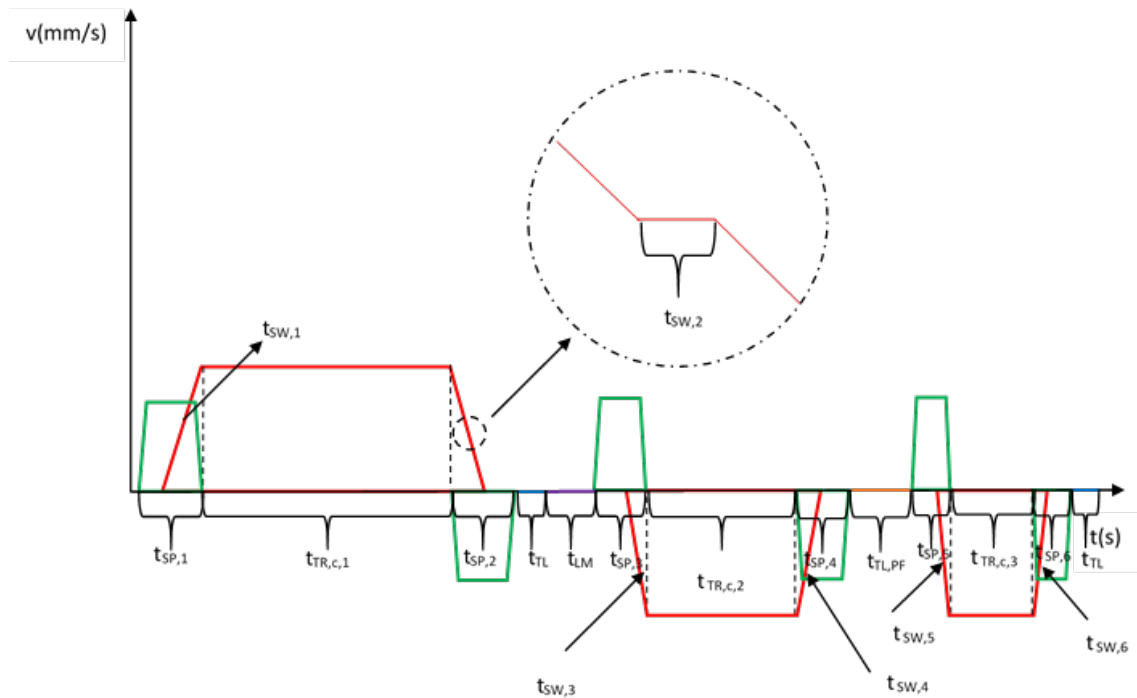 v(mm/s)
tSW,1
tSW,2
tSP,1
tTR,c,1
tSP,2
tTL
tLM
tSP,3
tTR,c,2
tSP,4
tTL,PF
tSP,5
tTR,c,3
tSP,6
t(s)
tTL
tSW,3
tSW,4
tSW,5
tSW,6